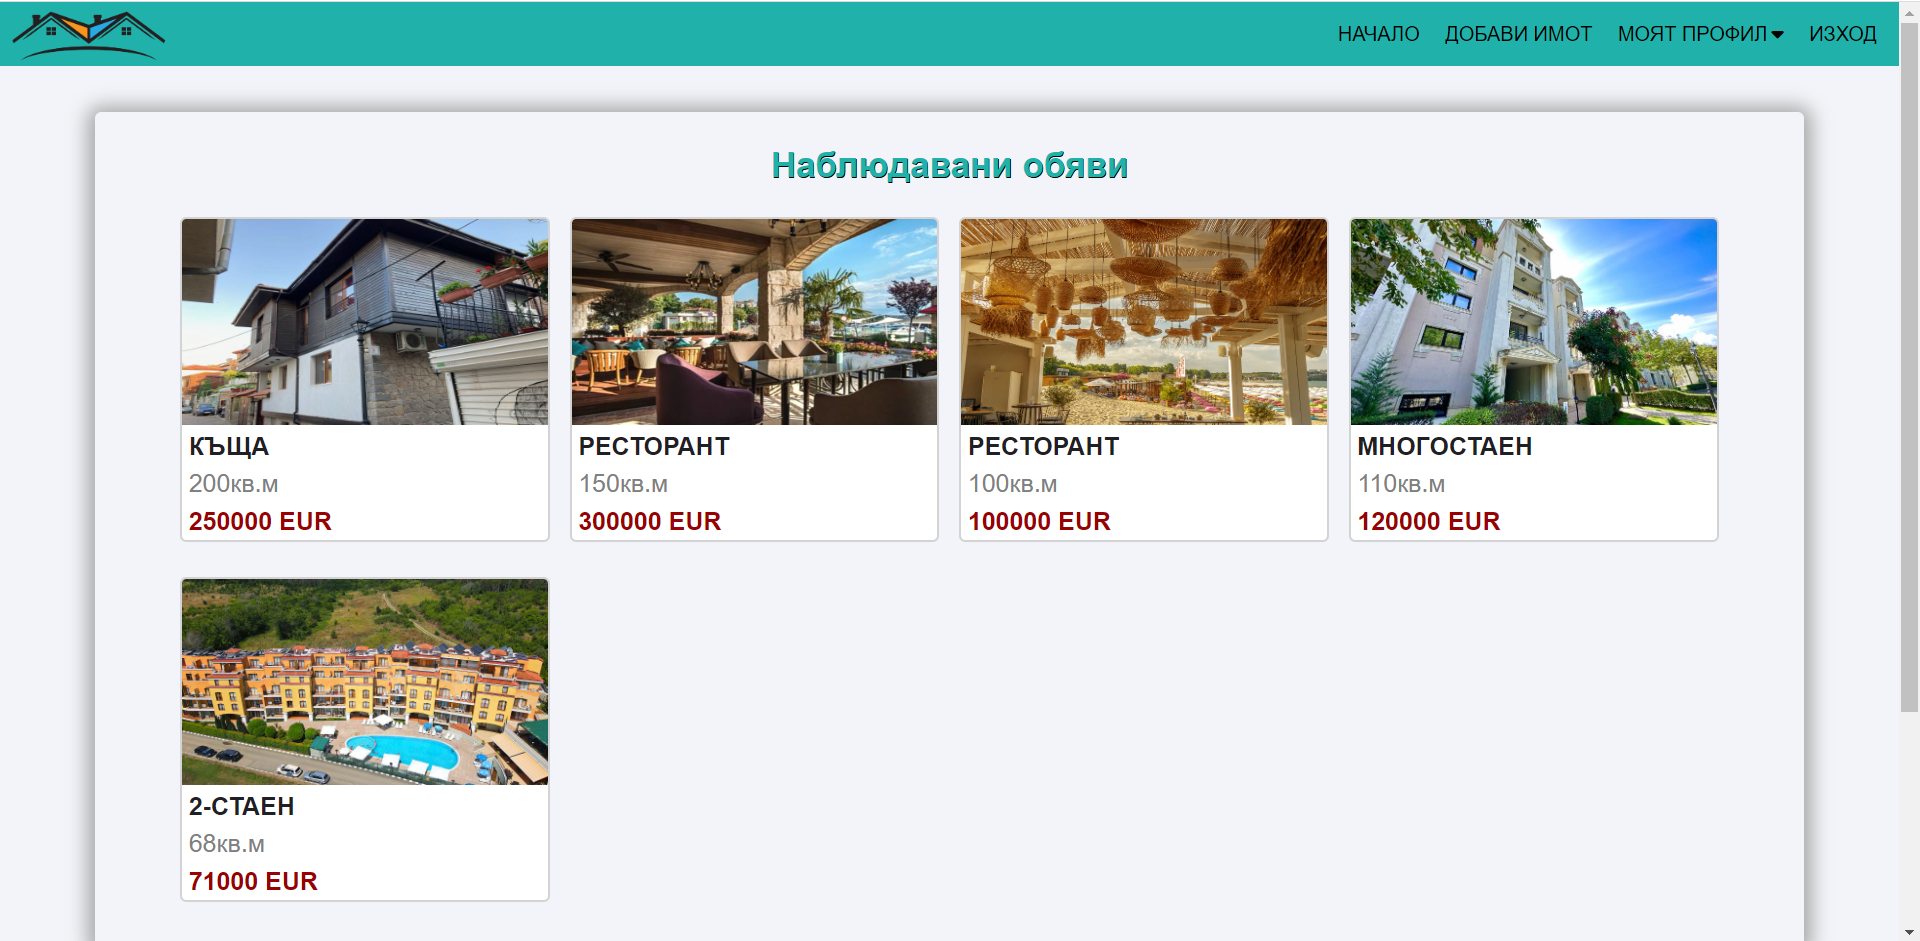 НАЧАЛО ДОБАВИ ИМОТ МОЯТ ПРОФИЛ ИЗХОД
Наблюдавани обяви
КЪЩА
200кв.м
250000 EUR
РЕСТОРАНТ
150кв.м
300000 EUR
РЕСТОРАНТ
100кв.м
100000 EUR
МНОГОСТАЕН
110кв.м
120000 EUR
2-СТАЕН
68кв.м
71000 EUR